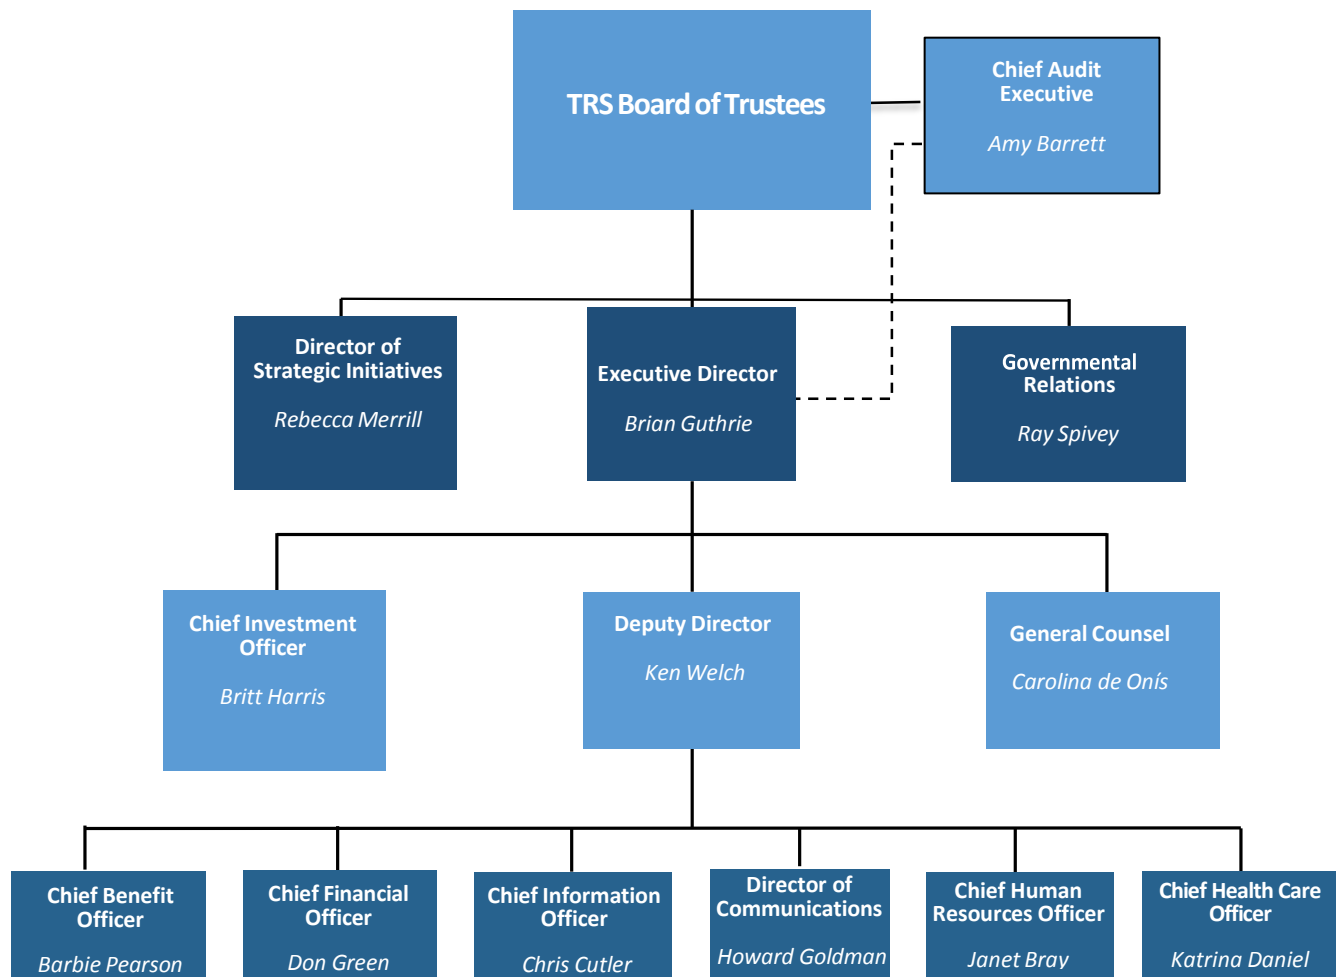 TRS Board of Trustees
Chief Audit
Executive
Amy Barrett
Director of
Strategic Initiatives
Rebecca Merrill
Executive Director
Brian Guthrie
Governmental
Relations
Ray Spivey
Chief Investment
Officer
Britt Harris
Deputy Director
Ken Welch
General Counsel
Carolina de Onís
Chief Benefit
Officer
Barbie Pearson
Chief Financial
Officer
Don Green
Chief Information
Officer
Chris Cutler
Director of
Communications
Howard Goldman
Chief Human
Resources Officer
Janet Bray
Chief Health Care
Officer
Katrina Daniel